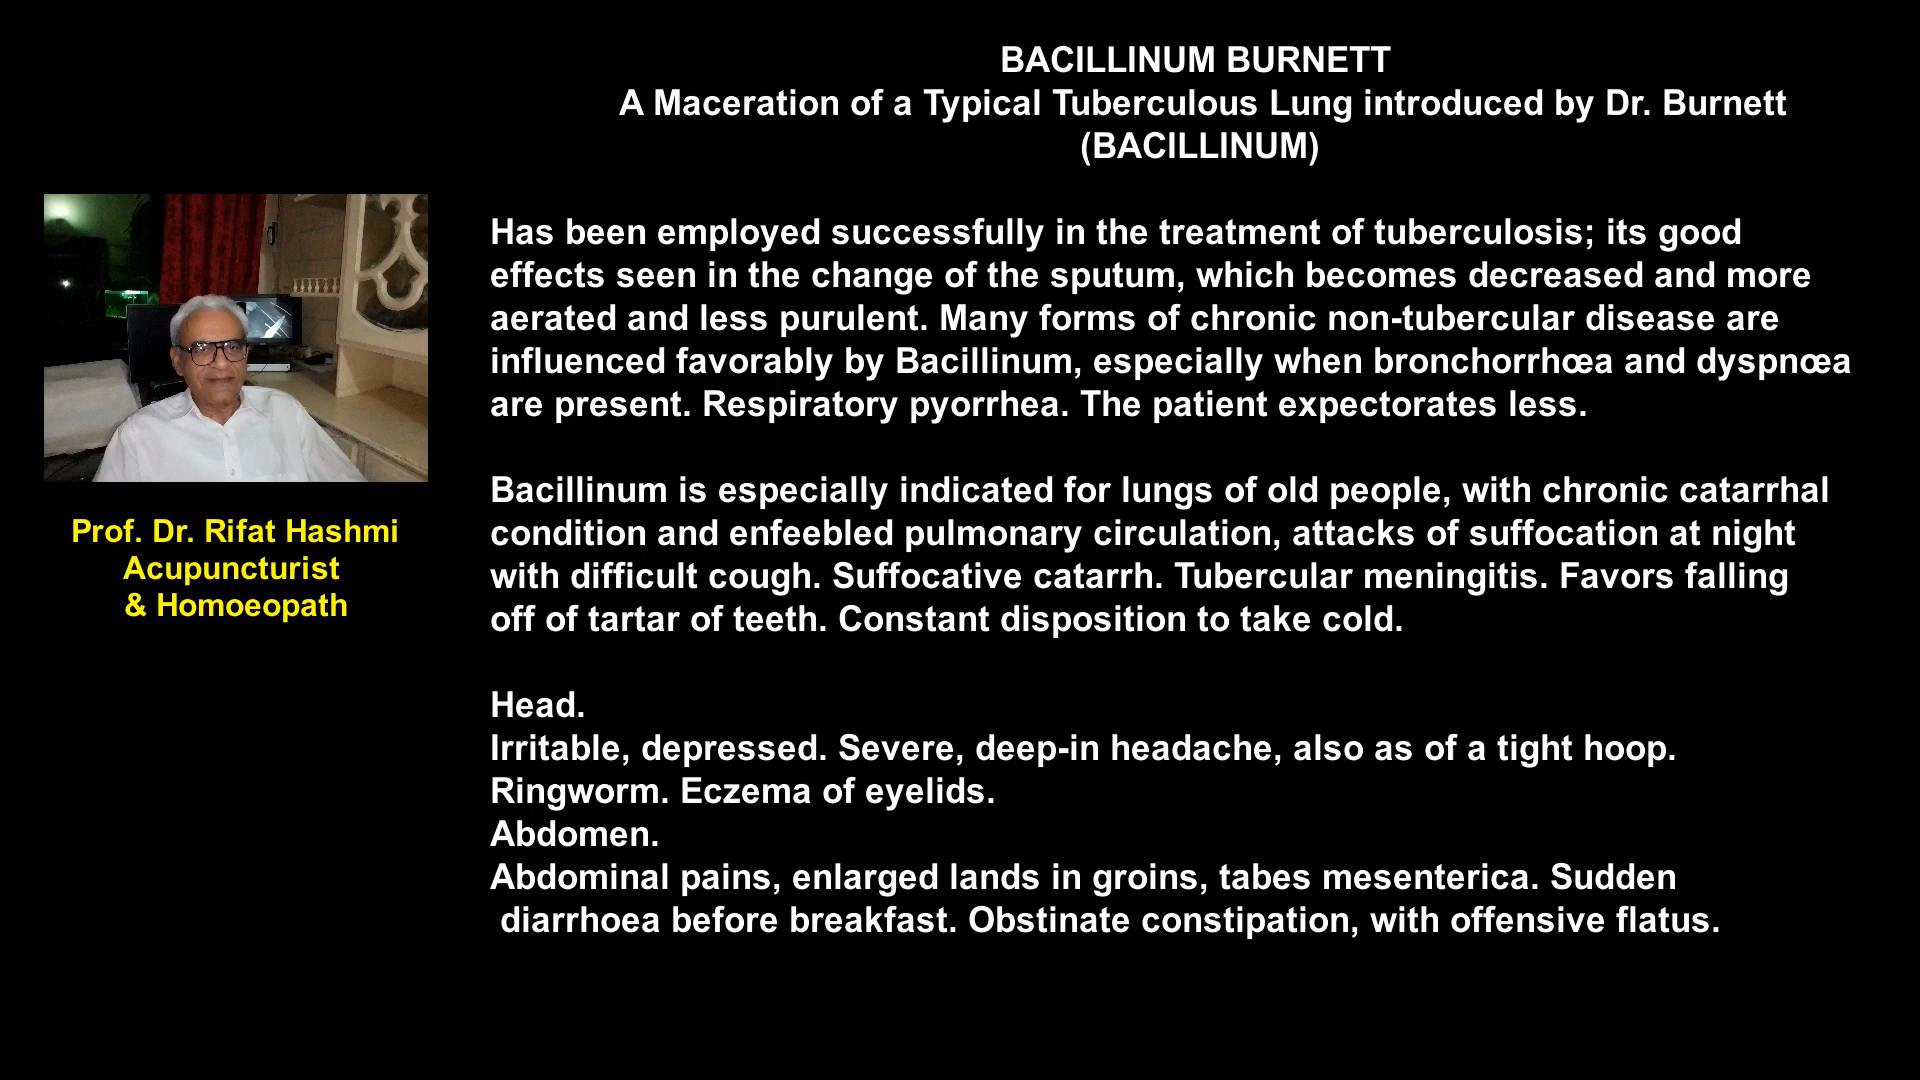 BACILLINUM BURNETT
A Maceration of a Typical Tuberculous Lung introduced by Dr. Burnett
(BACILLINUM)
Has been employed successfully in the treatment of tuberculosis; its good
effects seen in the change of the sputum, which becomes decreased and more
aerated and less purulent. Many forms of chronic non-tubercular disease are
influenced favorably by Bacillinum, especially when bronchorrhœa and dyspnœa
are present. Respiratory pyorrhea. The patient expectorates less.
Bacillinum is especially indicated for lungs of old people, with chronic catarrhal
condition and enfeebled pulmonary circulation, attacks of suffocation at night
with difficult cough. Suffocative catarrh. Tubercular meningitis. Favors falling
off of tartar of teeth. Constant disposition to take cold.
Head.
Irritable, depressed. Severe, deep-in headache, also as of a tight hoop.
Ringworm. Eczema of eyelids.
Abdomen.
Abdominal pains, enlarged lands in groins, tabes mesenterica. Sudden
diarrhoea before breakfast. Obstinate constipation, with offensive flatus.
Prof. Dr. Rifat Hashmi
Acupuncturist
& Homoeopath